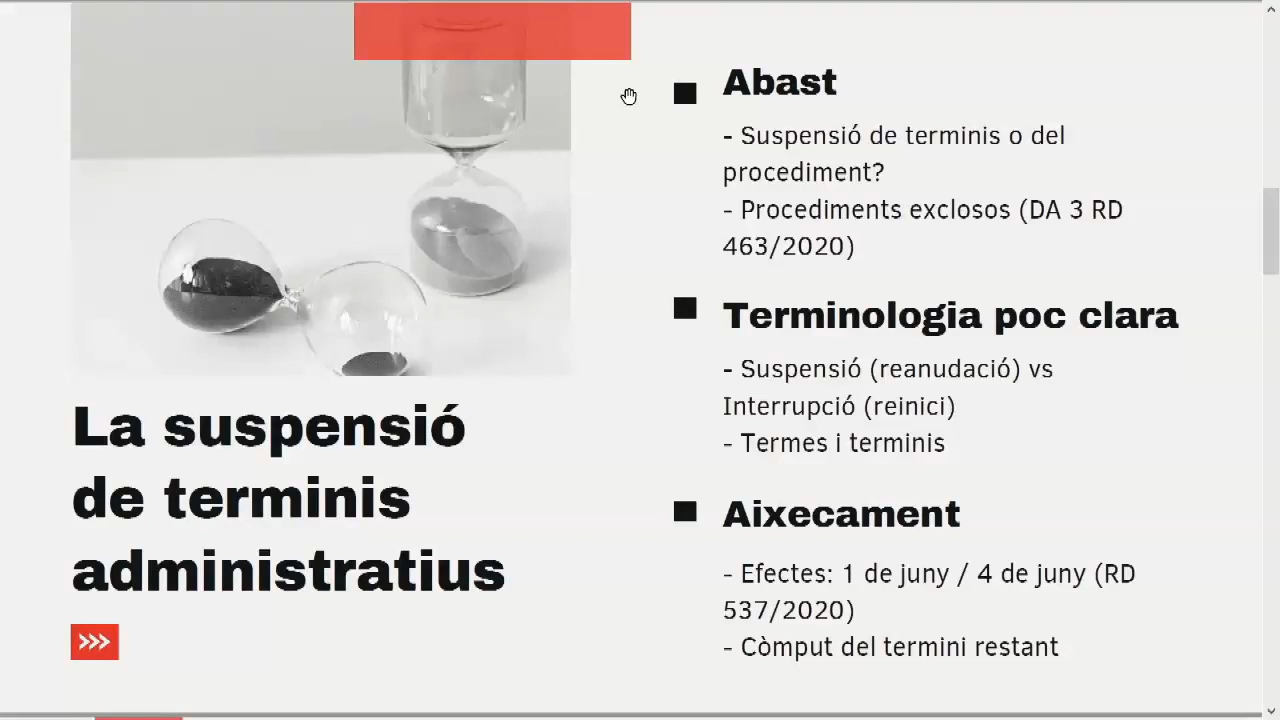 La suspensió
de terminis
administratius
>>>
Abast
- Suspensió de terminis o del
procediment?
- Procediments exclosos (DA 3 RD
463/2020)
Terminologia poc clara
- Suspensió (reanudació) vs
Interrupció (reinici)
- Termes i terminis
Aixecament
- Efectes: 1 de juny / 4 de juny (RD
537/2020)
- Còmput del termini restant